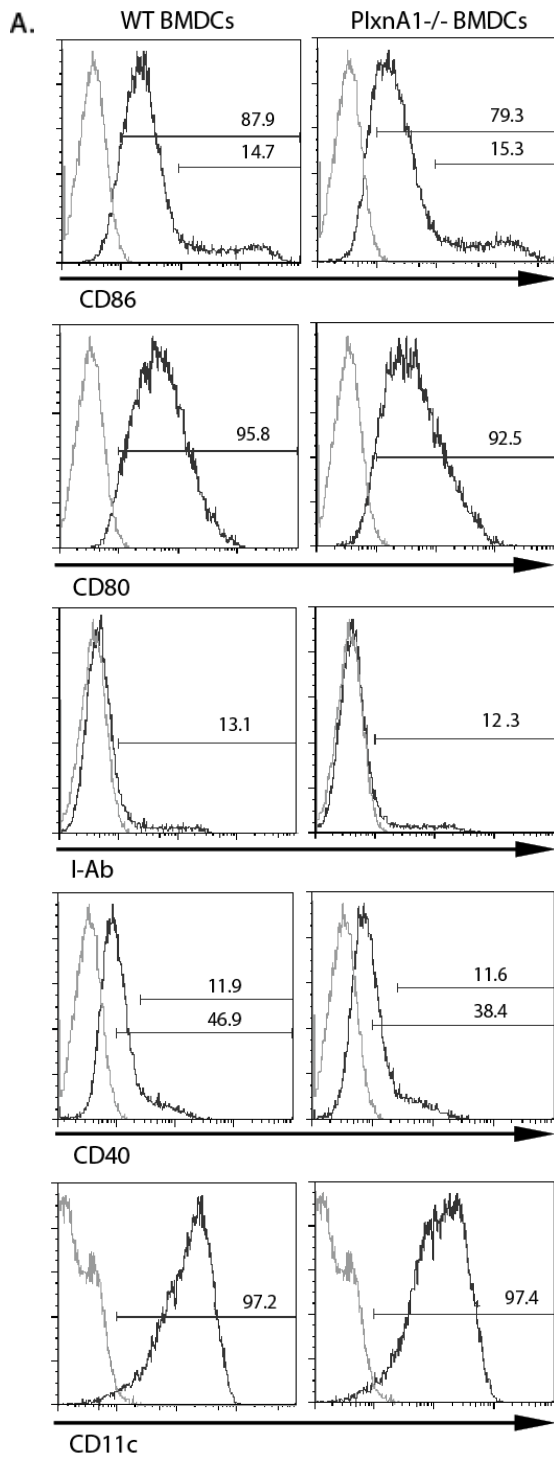 A.
WT BMDCs PlxnA1-/- BMDCs
87.9 79.3
14.7 15.3
CD86
95.8 92.5
CD80
13.1 12.3
I-Ab
11.9 11.6
46.9 38.4
CD40
97.2 97.4
CD11c